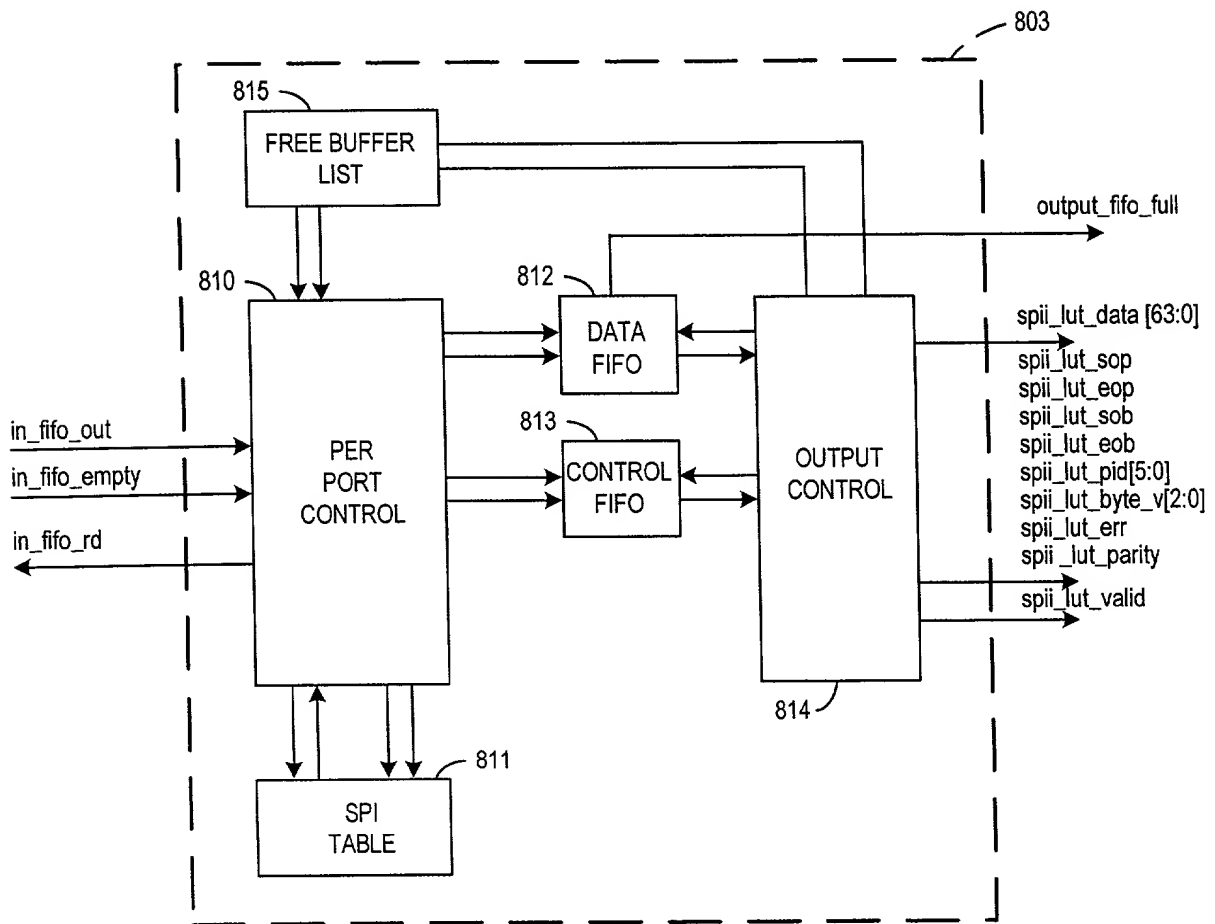 803
815
FREE BUFFER
LIST
output_fifo_full
810
812
DATA
FIFO
spii_lut_data [63:0]
spii_lut_sop
spii_lut_eop
spii_lut_sob
spii_lut_eob
spii_lut_pid[5:0]
spii_lut_byte_v[2:0]
spii_lut_err
spii _lut_parity
spii_lut_valid
in_fifo_out
in_fifo_empty
in_fifo_rd
PER
PORT
CONTROL
813
CONTROL
FIFO
OUTPUT
CONTROL
814
811
SPI
TABLE